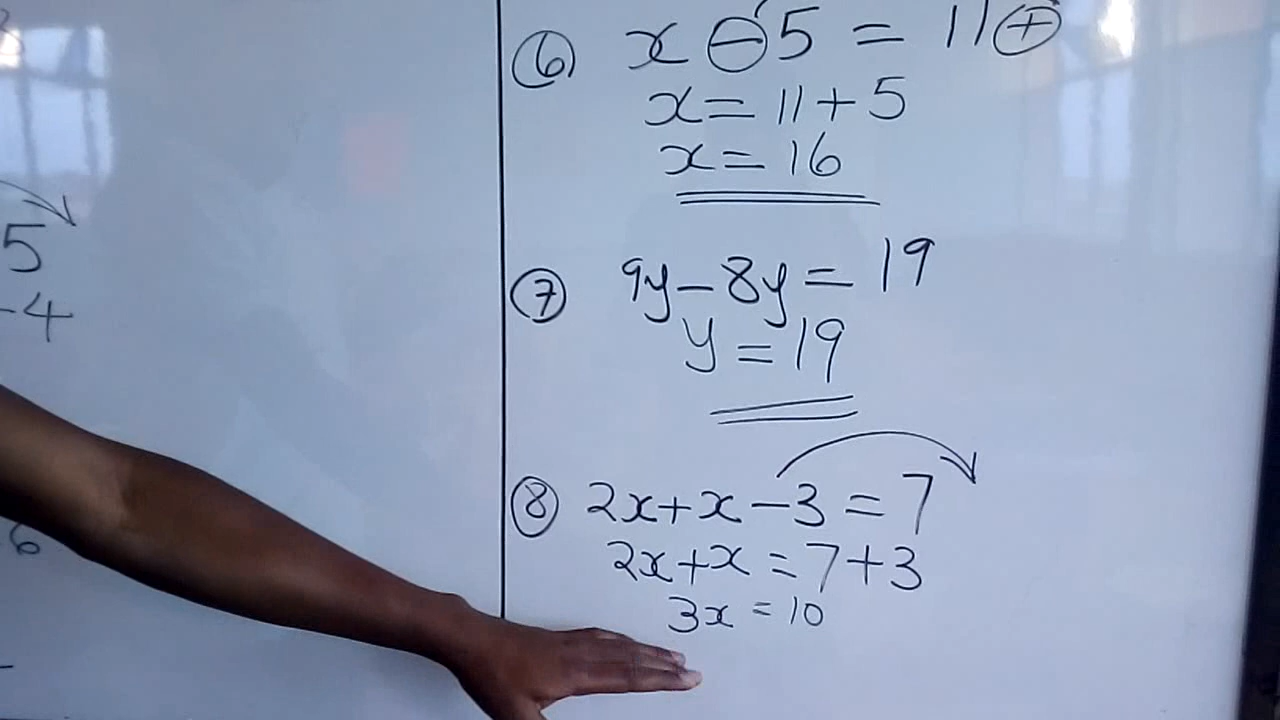 5
-4
6
⑥ x ⊖ 5 = 11 ⊕
x = 11 + 5
x = 16
⑦ 9y - 8y = 19
y = 19
⑧ 2x + x - 3 = 7
2x + x = 7 + 3
3x = 10